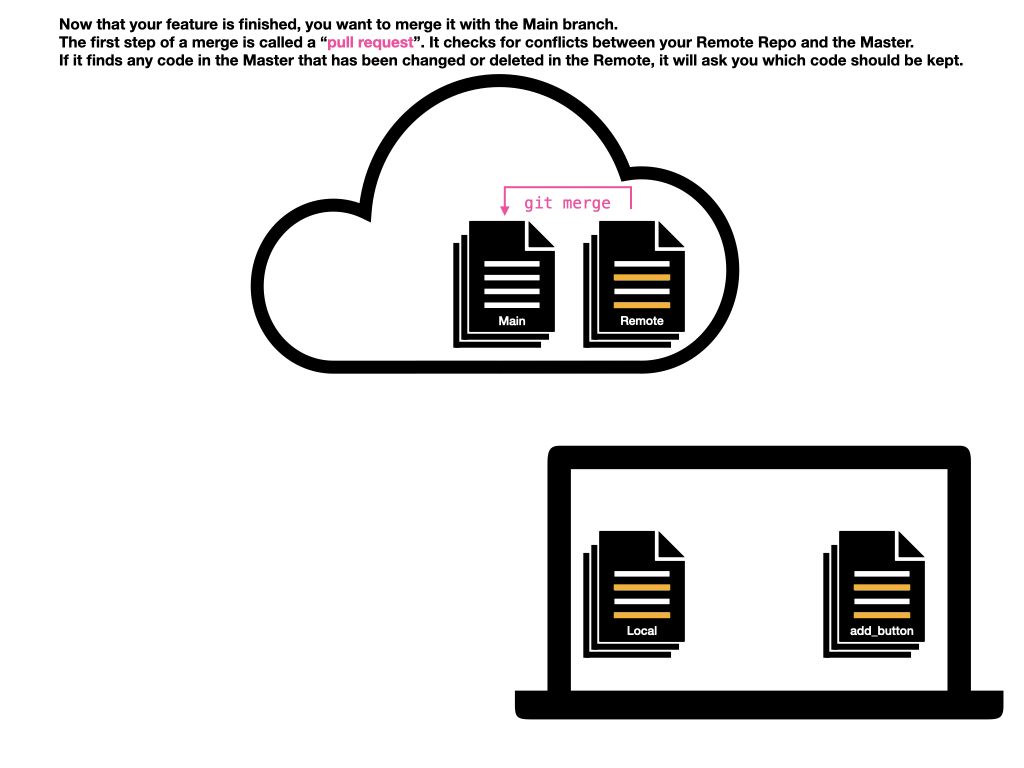 Now that your feature is finished, you want to merge it with the Main branch.
The first step of a merge is called a “pull request”. It checks for conflicts between your Remote Repo and the Master.
If it finds any code in the Master that has been changed or deleted in the Remote, it will ask you which code should be kept.
git merge
Main
Remote
Local
add_button